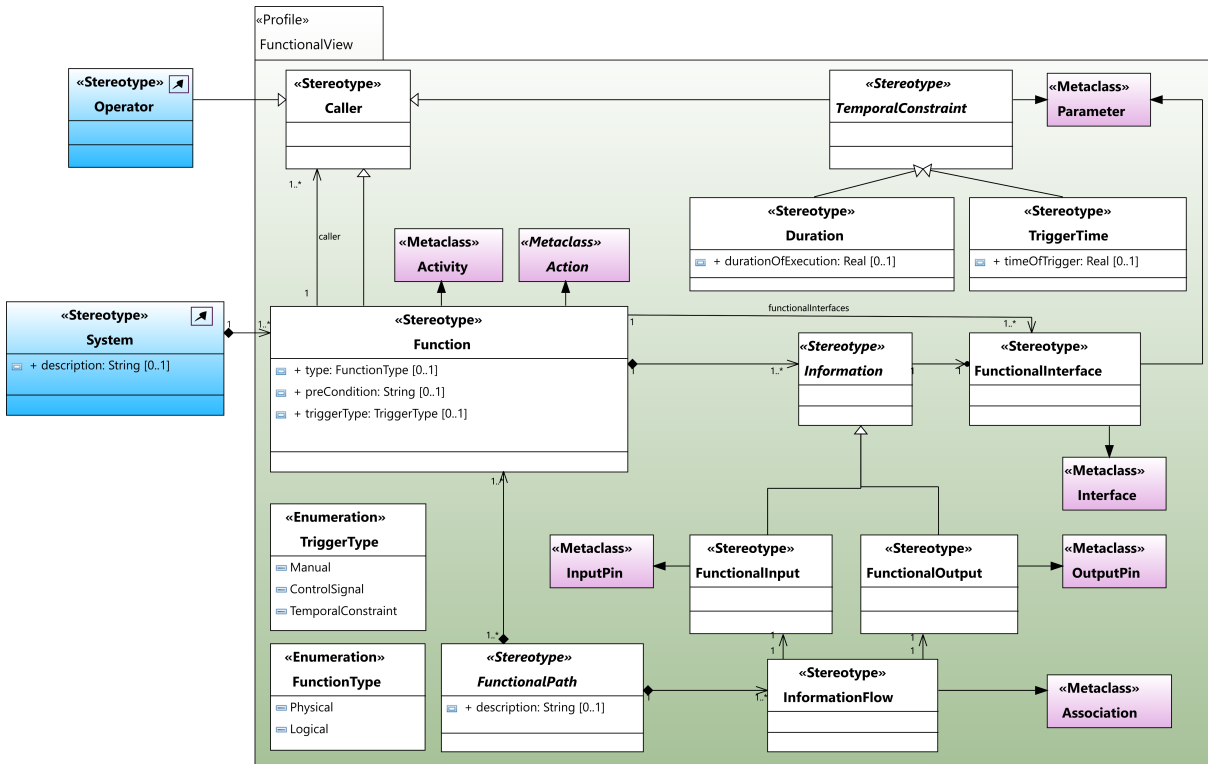 «Profile»
FunctionalView
«Stereotype»
Operator
«Stereotype»
Caller
«Stereotype»
TemporalConstraint
«Metaclass»
Parameter
1..*
caller
1
«Stereotype»
Duration
+ durationOfExecution: Real [0..1]
«Stereotype»
TriggerTime
+ timeOfTrigger: Real [0..1]
«Metaclass»
Activity
«Metaclass»
Action
«Stereotype»
System
+ description: String [0..1]
1
1..*
«Stereotype»
Function
+ type: FunctionType [0..1]
+ preCondition: String [0..1]
+ triggerType: TriggerType [0..1]
functionalInterfaces
1
1..*
1
1..*
«Stereotype»
Information
1
1
«Stereotype»
FunctionalInterface
«Metaclass»
Interface
1..*
«Enumeration»
TriggerType
Manual
ControlSignal
TemporalConstraint
«Metaclass»
InputPin
«Stereotype»
FunctionalInput
«Stereotype»
FunctionalOutput
«Metaclass»
OutputPin
1..*
1
1
1
1
«Enumeration»
FunctionType
Physical
Logical
«Stereotype»
FunctionalPath
+ description: String [0..1]
1
1..*
«Stereotype»
InformationFlow
«Metaclass»
Association